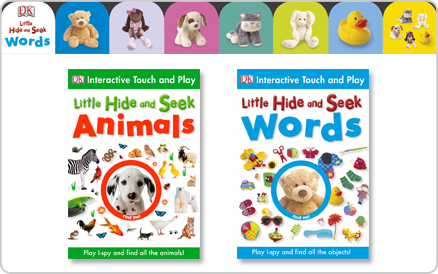 DK
Little
Hide and Seek
Words
DK Interactive Touch and Play
Little Hide and Seek
Animals
Find me!
Play I-spy and find all the animals!
DK Interactive Touch and Play
Little Hide and Seek
Words
Find me!
Play I-spy and find all the objects!